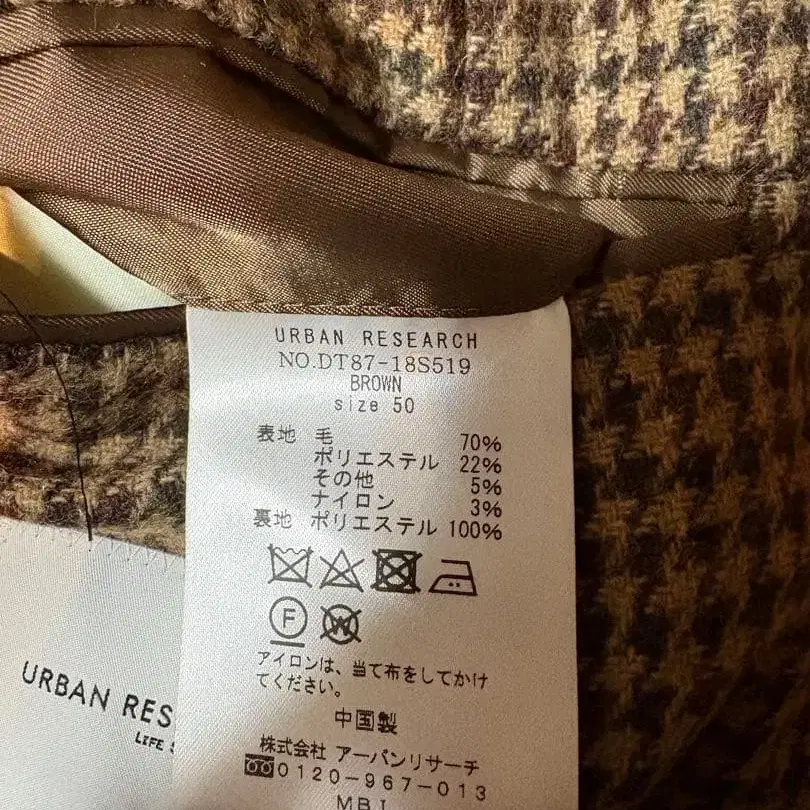 URBAN RESEARCH
NO.DT87-18S519
BROWN
size 50
表地 毛 70%
ポリエステル 22%
その他 5%
ナイロン 3%
裏地 ポリエステル 100%
F
W
アイロンは、当て布をしてかけ
てください。
中国製
株式会社 アーバンリサーチ
0120-967-013
MBI
URBAN RES
LIFE S